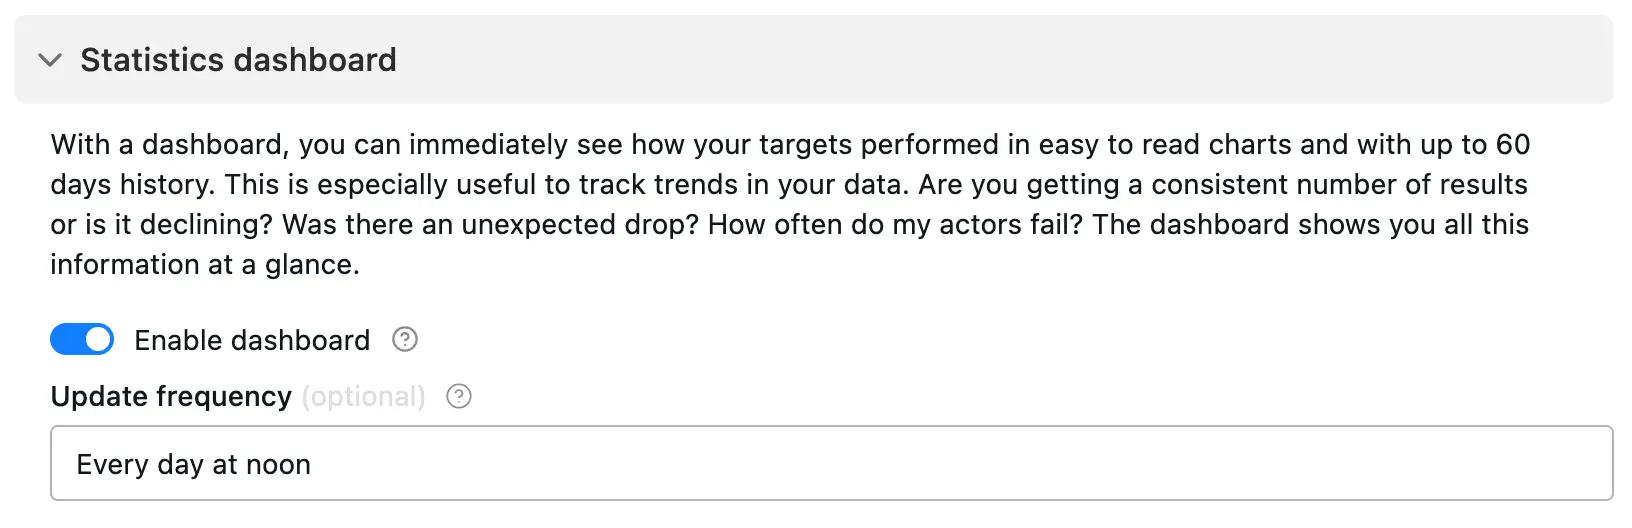 Statistics dashboard
With a dashboard, you can immediately see how your targets performed in easy to read charts and with up to 60
days history. This is especially useful to track trends in your data. Are you getting a consistent number of results
or is it declining? Was there an unexpected drop? How often do my actors fail? The dashboard shows you all this
information at a glance.
Enable dashboard ?
Update frequency (optional) ?
Every day at noon